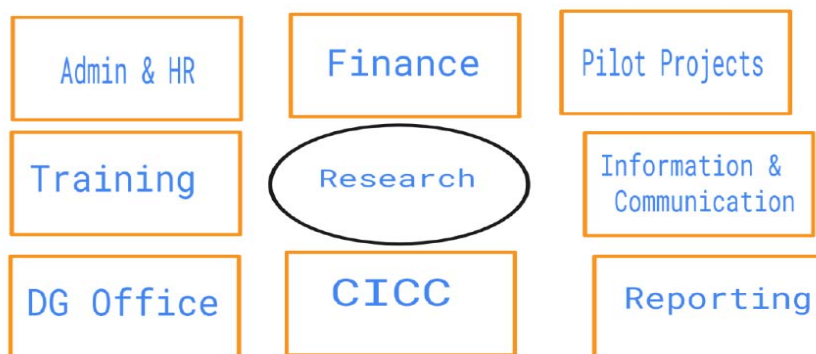 Admin & HR
Finance
Pilot Projects
Training
Research
Information &
Communication
DG Office
CICC
Reporting